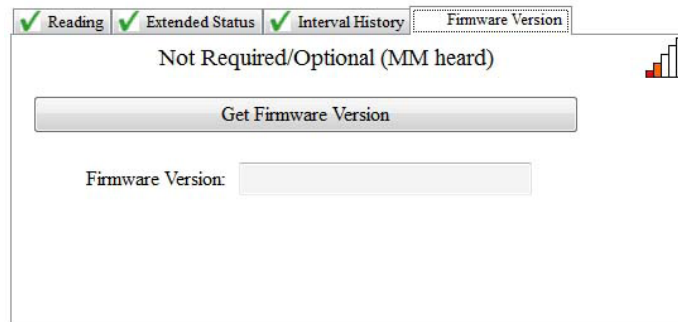 Reading Extended Status Interval History Firmware Version
Not Required/Optional (MM heard)
Get Firmware Version
Firmware Version: